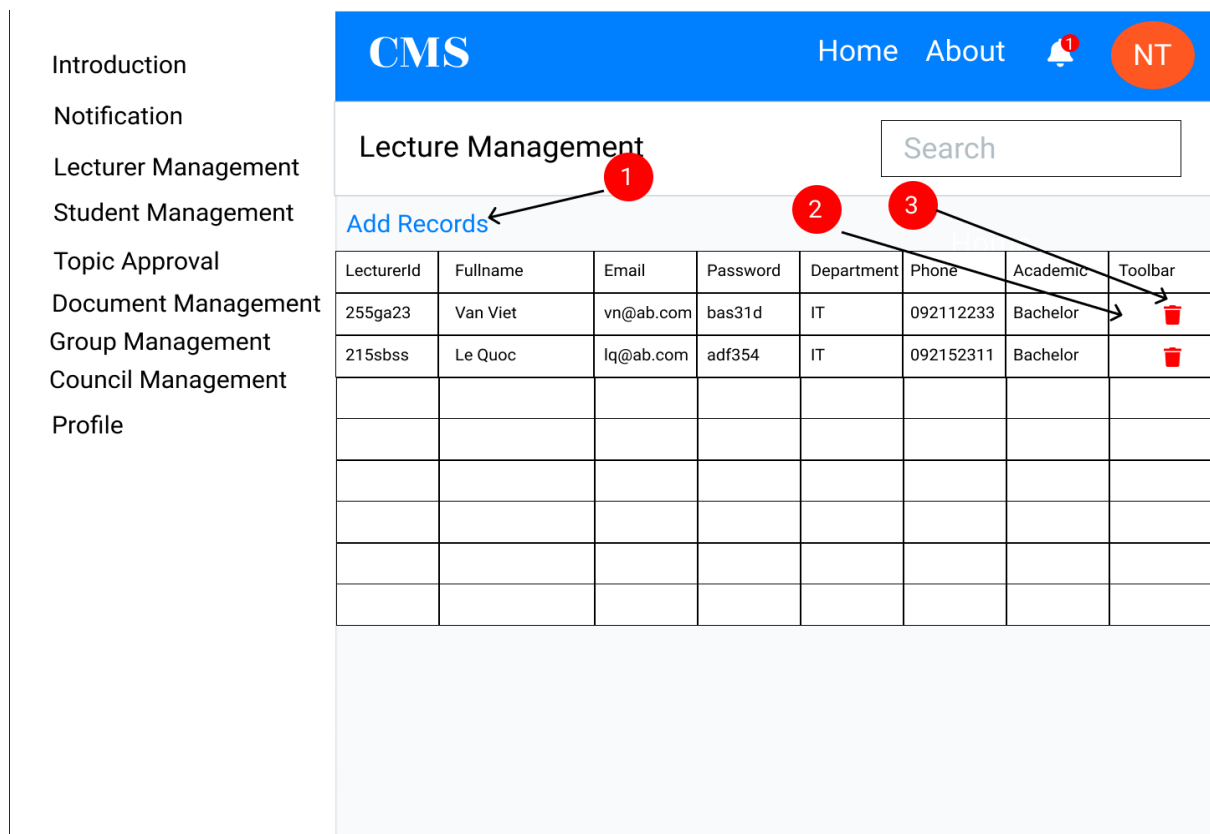 Introduction
Notification
Lecturer Management
Student Management
Topic Approval
Document Management
Group Management
Council Management
Profile
CMS
Home About 1 NT
Lecture Management
Search
1
Add Records
2
3
LecturerId Fullname Email Password Department Phone Academic Toolbar
255ga23 Van Viet vn@ab.com bas31d IT 092112233 Bachelor
215sbss Le Quoc lq@ab.com adf354 IT 092152311 Bachelor